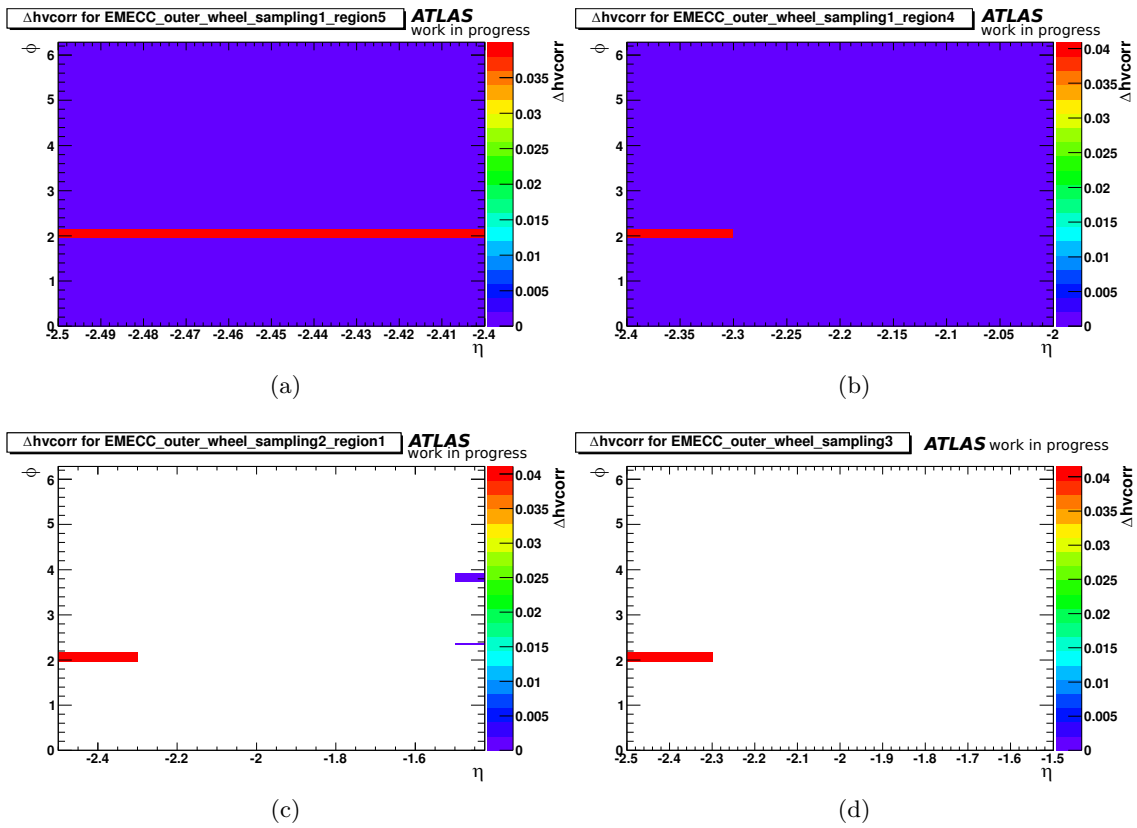 Δhvcorr for EMECC_outer_wheel_sampling1_region5
ATLAS
work in progress
φ
6
5
4
3
2
1
0
-2.5 -2.49 -2.48 -2.47 -2.46 -2.45 -2.44 -2.43 -2.42 -2.41 -2.4
η
0.035
0.03
0.025
0.02
0.015
0.01
0.005
0
Δhvcorr
(a)
Δhvcorr for EMECC_outer_wheel_sampling1_region4
ATLAS
work in progress
φ
6
5
4
3
2
1
0
-2.4 -2.35 -2.3 -2.25 -2.2 -2.15 -2.1 -2.05 -2
η
0.04
0.035
0.03
0.025
0.02
0.015
0.01
0.005
0
Δhvcorr
(b)
Δhvcorr for EMECC_outer_wheel_sampling2_region1
ATLAS
work in progress
φ
6
5
4
3
2
1
0
-2.4 -2.2 -2 -1.8 -1.6
η
0.04
0.035
0.03
0.025
0.02
0.015
0.01
0.005
0
Δhvcorr
(c)
Δhvcorr for EMECC_outer_wheel_sampling3
ATLAS work in progress
φ
6
5
4
3
2
1
0
-2.5 -2.4 -2.3 -2.2 -2.1 -2 -1.9 -1.8 -1.7 -1.6 -1.5
η
0.04
0.035
0.03
0.025
0.02
0.015
0.01
0.005
0
Δhvcorr
(d)